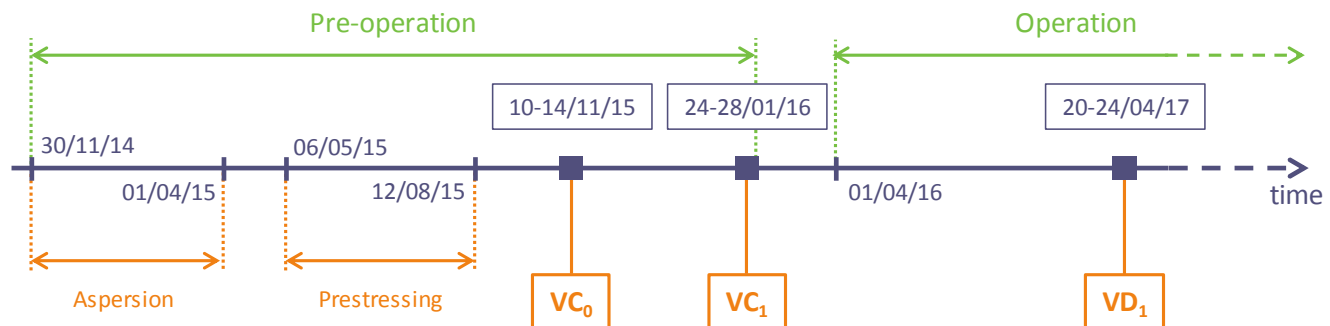 Pre-operation
Operation
10-14/11/15
24-28/01/16
20-24/04/17
30/11/14
06/05/15
01/04/15
12/08/15
01/04/16
time
Aspersion
Prestressing
VC₀
VC₁
VD₁